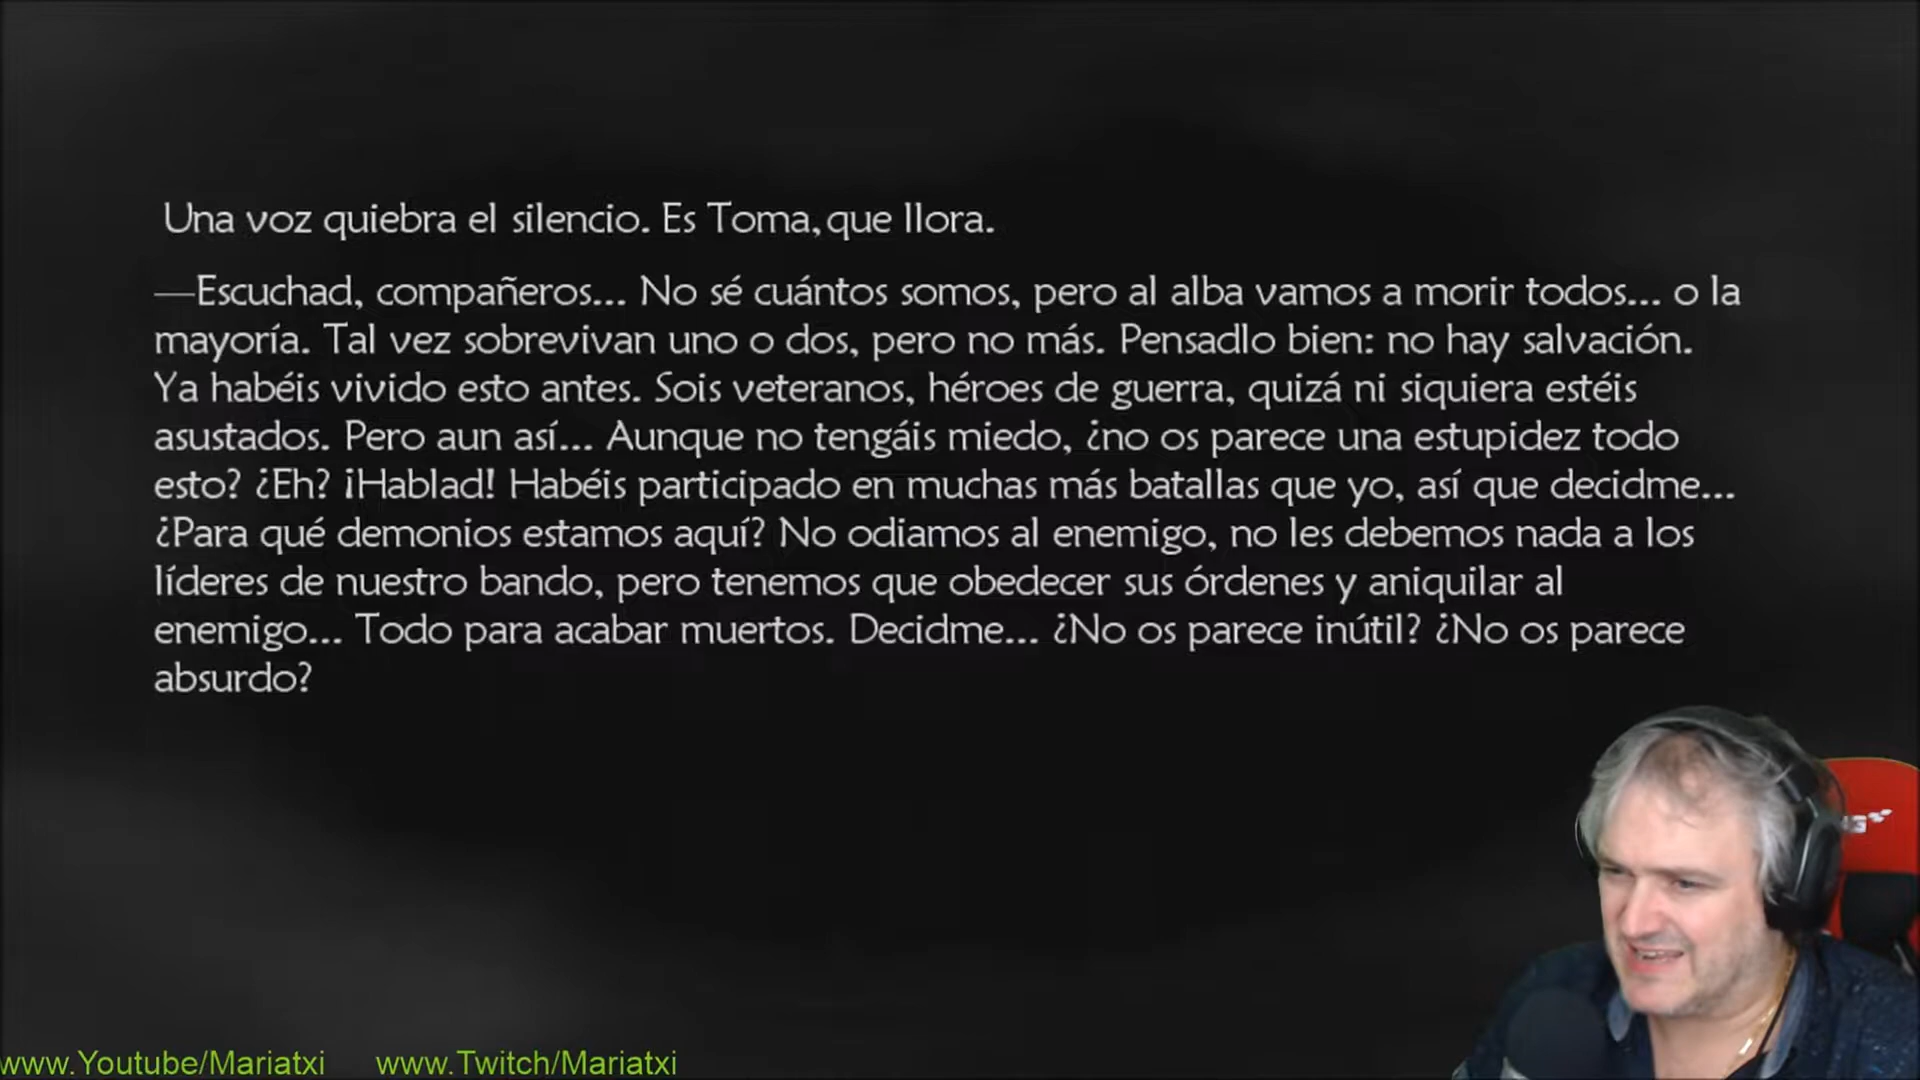 Una voz quiebra el silencio. Es Toma, que llora.
—Escuchad, compañeros... No sé cuántos somos, pero al alba vamos a morir todos... o la
mayoría. Tal vez sobrevivan uno o dos, pero no más. Pensadlo bien: no hay salvación.
Ya habéis vivido esto antes. Sois veteranos, héroes de guerra, quizá ni siquiera estéis
asustados. Pero aun así... Aunque no tengáis miedo, ¿no os parece una estupidez todo
esto? ¿Eh? ¡Hablad! Habéis participado en muchas más batallas que yo, así que decidme...
¿Para qué demonios estamos aquí? No odiamos al enemigo, no les debemos nada a los
líderes de nuestro bando, pero tenemos que obedecer sus órdenes y aniquilar al
enemigo... Todo para acabar muertos. Decidme... ¿No os parece inútil? ¿No os parece
absurdo?
www.Youtube/Mariatxi www.Twitch/Mariatxi